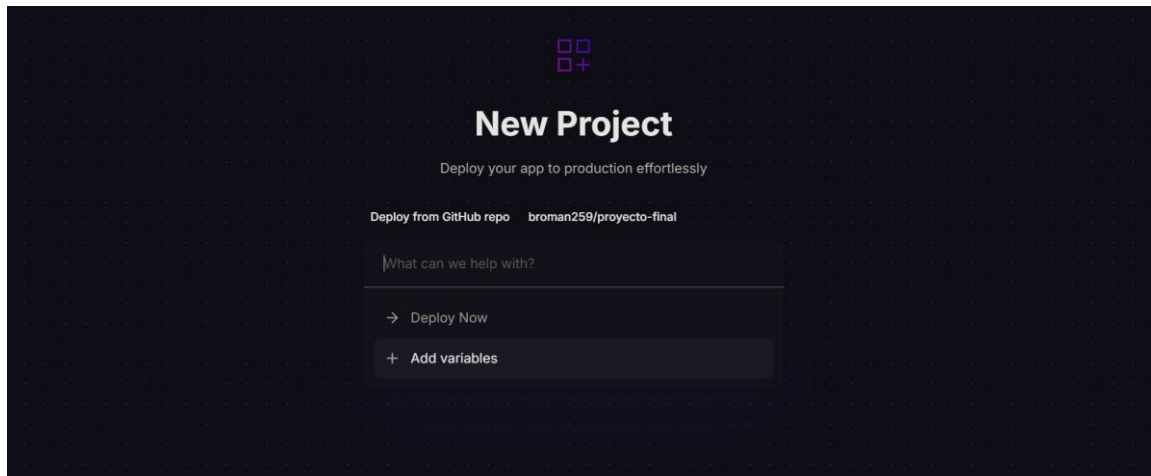 New Project
Deploy your app to production effortlessly
Deploy from GitHub repo broman259/proyecto-final
What can we help with?
Deploy Now
Add variables